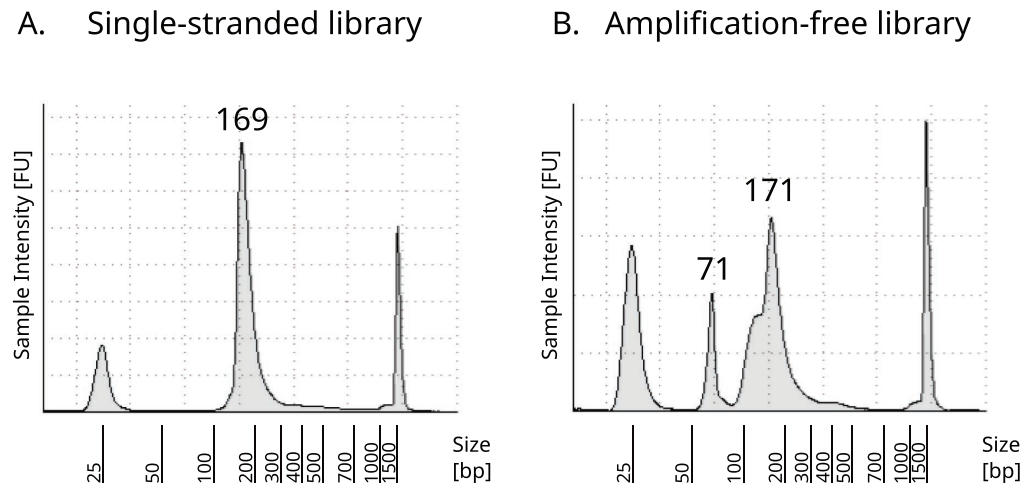 A. Single-stranded library
B. Amplification-free library
169
171
71
Sample Intensity [FU]
Sample Intensity [FU]
25 50 100 200 300 400 500 700 1000 1500
Size
[bp]
25 50 100 200 300 400 500 700 1000 1500
Size
[bp]